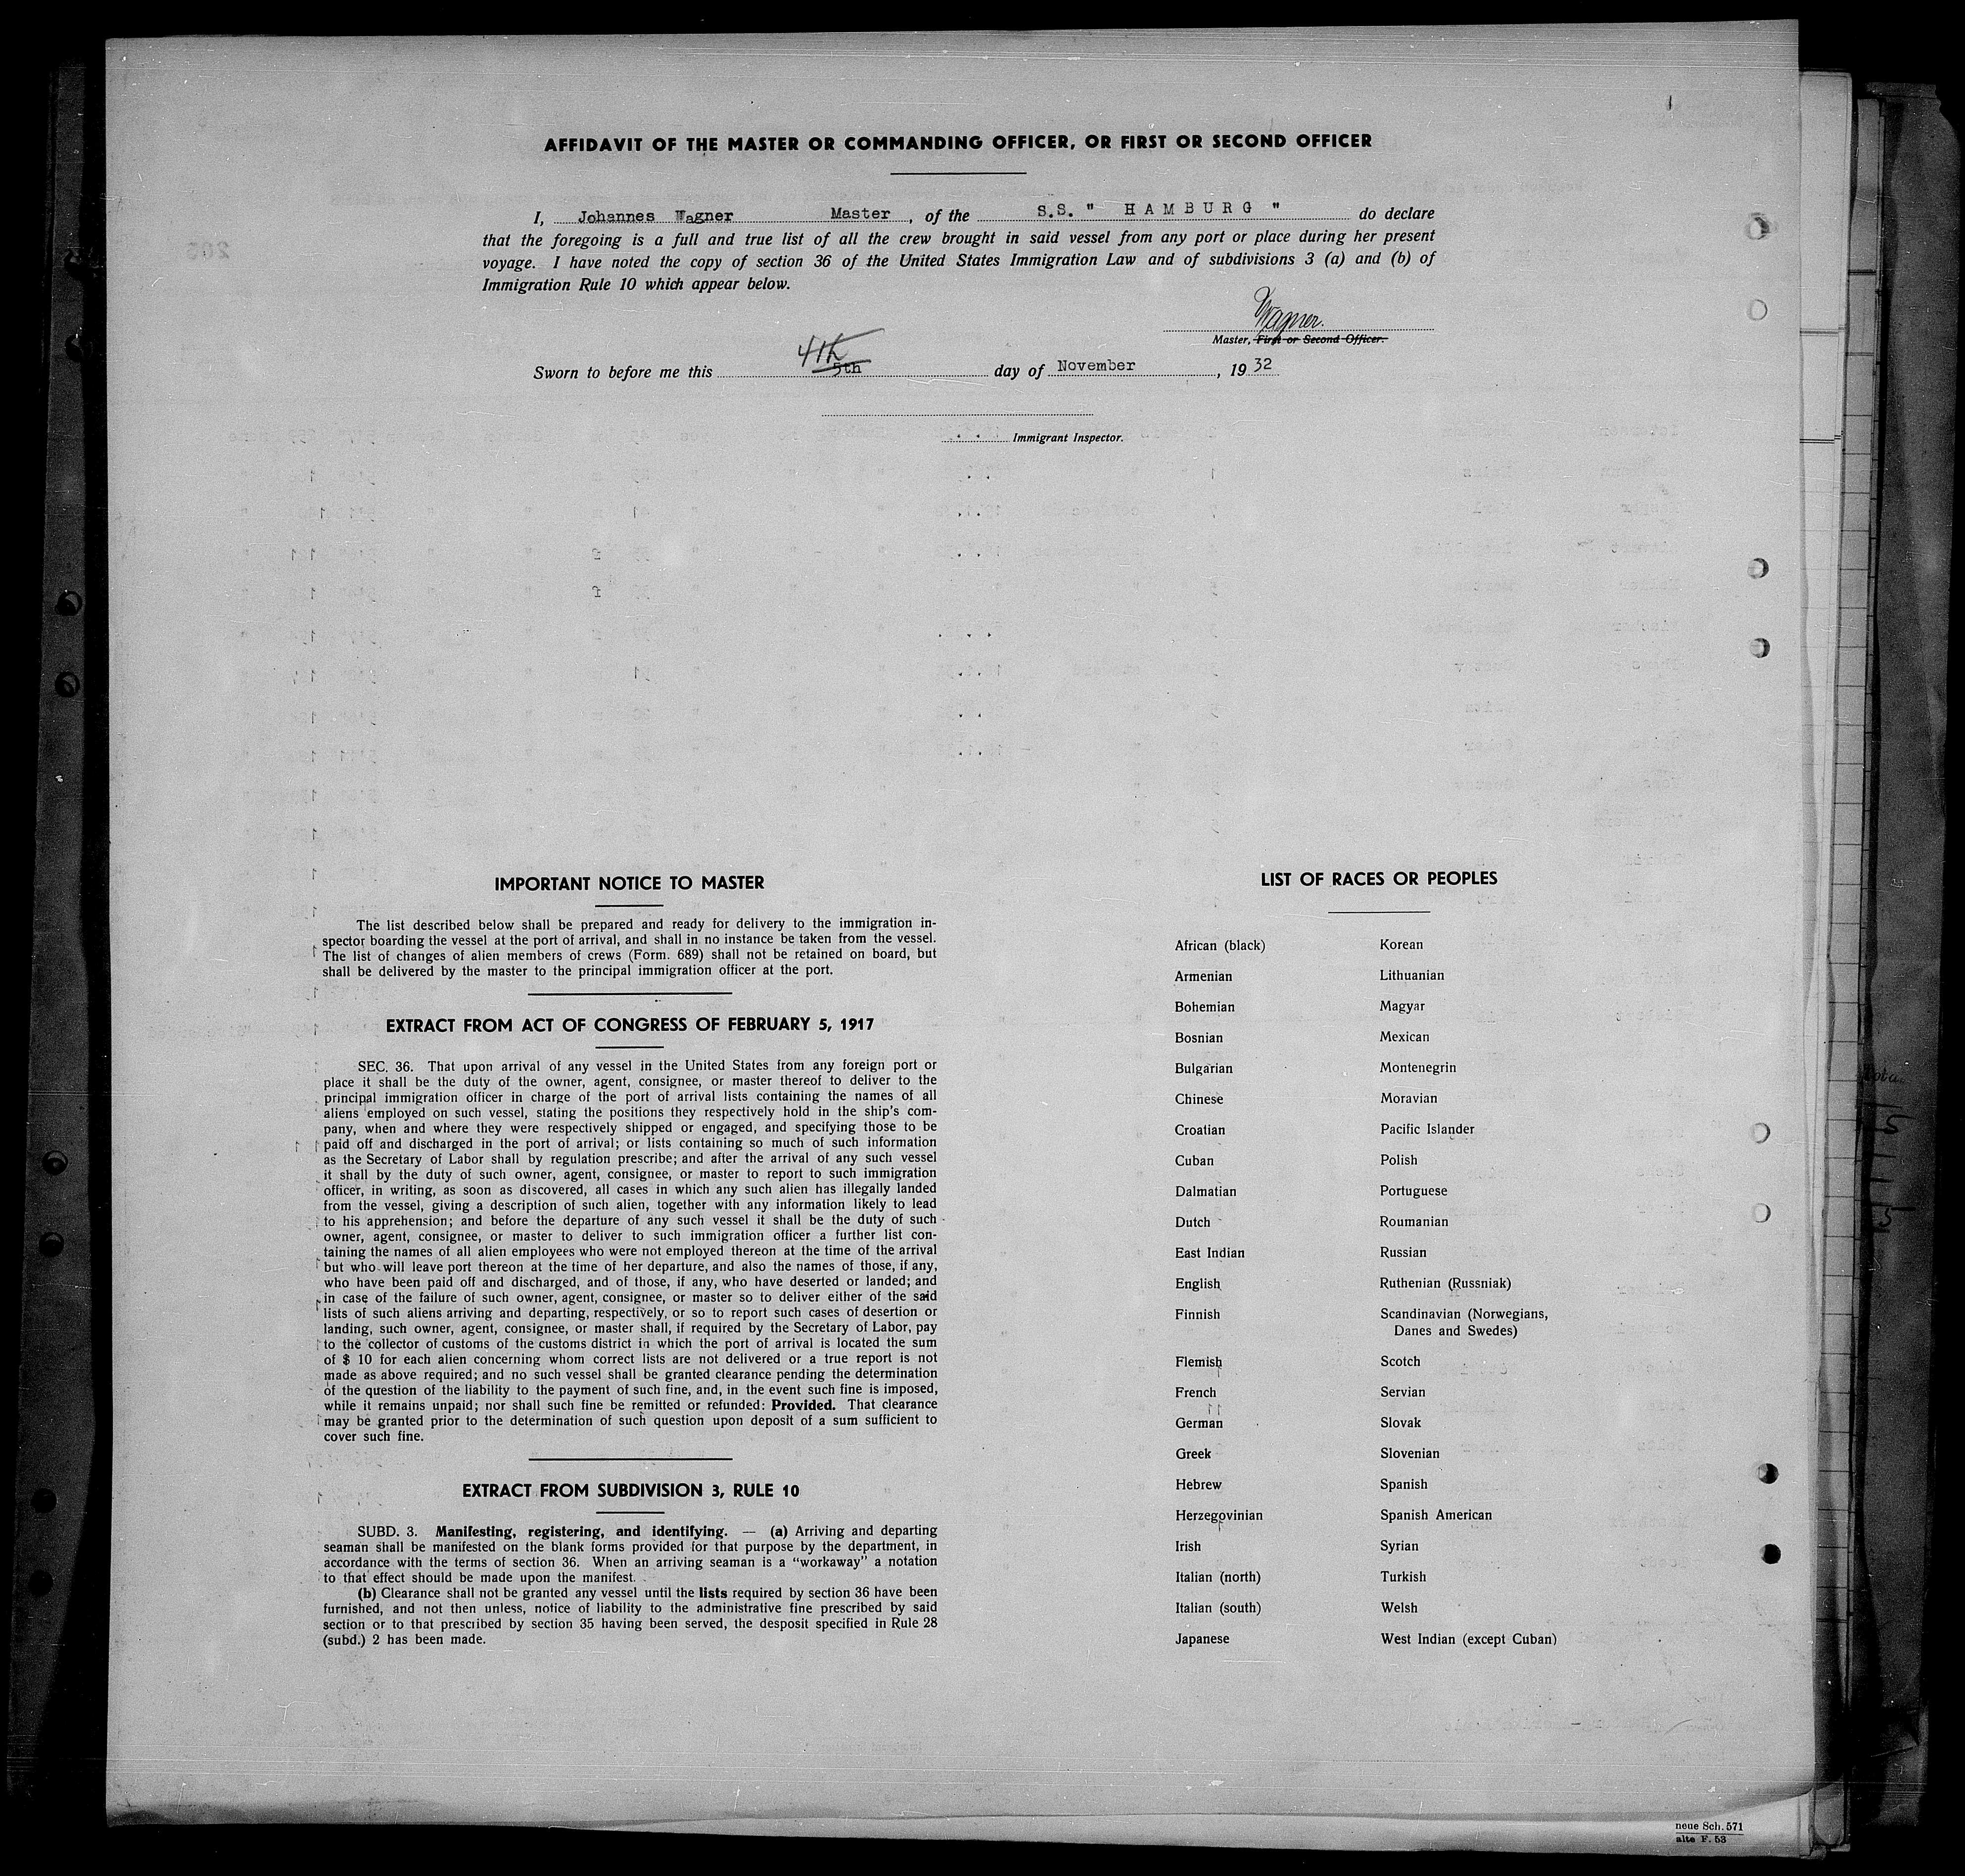 AFFIDAVIT OF THE MASTER OR COMMANDING OFFICER, OR FIRST OR SECOND OFFICER
I, Johannes Wagner Master, of the S.S. " HAMBURG " do declare
that the foregoing is a full and true list of all the crew brought in said vessel from any port or place during her present
voyage. I have noted the copy of section 36 of the United States Immigration Law and of subdivisions 3 (a) and (b) of
Immigration Rule 10 which appear below.
Wagner.
Master, First or Second Officer.
4th
Sworn to before me this 5th day of November, 1932
Immigrant Inspector.
IMPORTANT NOTICE TO MASTER
The list described below shall be prepared and ready for delivery to the immigration in-
spector boarding the vessel at the port of arrival, and shall in no instance be taken from the vessel.
The list of changes of alien members of crews (Form. 689) shall not be retained on board, but
shall be delivered by the master to the principal immigration officer at the port.
EXTRACT FROM ACT OF CONGRESS OF FEBRUARY 5, 1917
SEC. 36. That upon arrival of any vessel in the United States from any foreign port or
place it shall be the duty of the owner, agent, consignee, or master thereof to deliver to the
principal immigration officer in charge of the port of arrival lists containing the names of all
aliens employed on such vessel, stating the positions they respectively hold in the ship's com-
pany, when and where they were respectively shipped or engaged, and specifying those to be
paid off and discharged in the port of arrival; or lists containing so much of such information
as the Secretary of Labor shall by regulation prescribe; and after the arrival of any such vessel
it shall by the duty of such owner, agent, consignee, or master to report to such immigration
officer, in writing, as soon as discovered, all cases in which any such alien has illegally landed
from the vessel, giving a description of such alien, together with any information likely to lead
to his apprehension; and before the departure of any such vessel it shall be the duty of such
owner, agent, consignee, or master to deliver to such immigration officer a further list con-
taining the names of all alien employees who were not employed thereon at the time of the arrival
but who will leave port thereon at the time of her departure, and also the names of those, if any,
who have been paid off and discharged, and of those, if any, who have deserted or landed; and
in case of the failure of such owner, agent, consignee, or master so to deliver either of the said
lists of such aliens arriving and departing, respectively, or so to report such cases of desertion or
landing, such owner, agent, consignee, or master shall, if required by the Secretary of Labor, pay
to the collector of customs of the customs district in which the port of arrival is located the sum
of $ 10 for each alien concerning whom correct lists are not delivered or a true report is not
made as above required; and no such vessel shall be granted clearance pending the determination
of the question of the liability to the payment of such fine, and, in the event such fine is imposed,
while it remains unpaid; nor shall such fine be remitted or refunded: Provided. That clearance
may be granted prior to the determination of such question upon deposit of a sum sufficient to
cover such fine.
EXTRACT FROM SUBDIVISION 3, RULE 10
SUBD. 3. Manifesting, registering, and identifying. — (a) Arriving and departing
seaman shall be manifested on the blank forms provided for that purpose by the department, in
accordance with the terms of section 36. When an arriving seaman is a “workaway” a notation
to that effect should be made upon the manifest.
(b) Clearance shall not be granted any vessel until the lists required by section 36 have been
furnished, and not then unless, notice of liability to the administrative fine prescribed by said
section or to that prescribed by section 35 having been served, the desposit specified in Rule 28
(subd.) 2 has been made.
LIST OF RACES OR PEOPLES
African (black)
Armenian
Bohemian
Bosnian
Bulgarian
Chinese
Croatian
Cuban
Dalmatian
Dutch
East Indian
English
Finnish
Flemish
French
German
Greek
Hebrew
Herzegovinian
Irish
Italian (north)
Italian (south)
Japanese
Korean
Lithuanian
Magyar
Mexican
Montenegrin
Moravian
Pacific Islander
Polish
Portuguese
Roumanian
Russian
Ruthenian (Russniak)
Scandinavian (Norwegians,
Danes and Swedes)
Scotch
Servian
Slovak
Slovenian
Spanish
Spanish American
Syrian
Turkish
Welsh
West Indian (except Cuban)
neue Sch. 571
alte F. 53